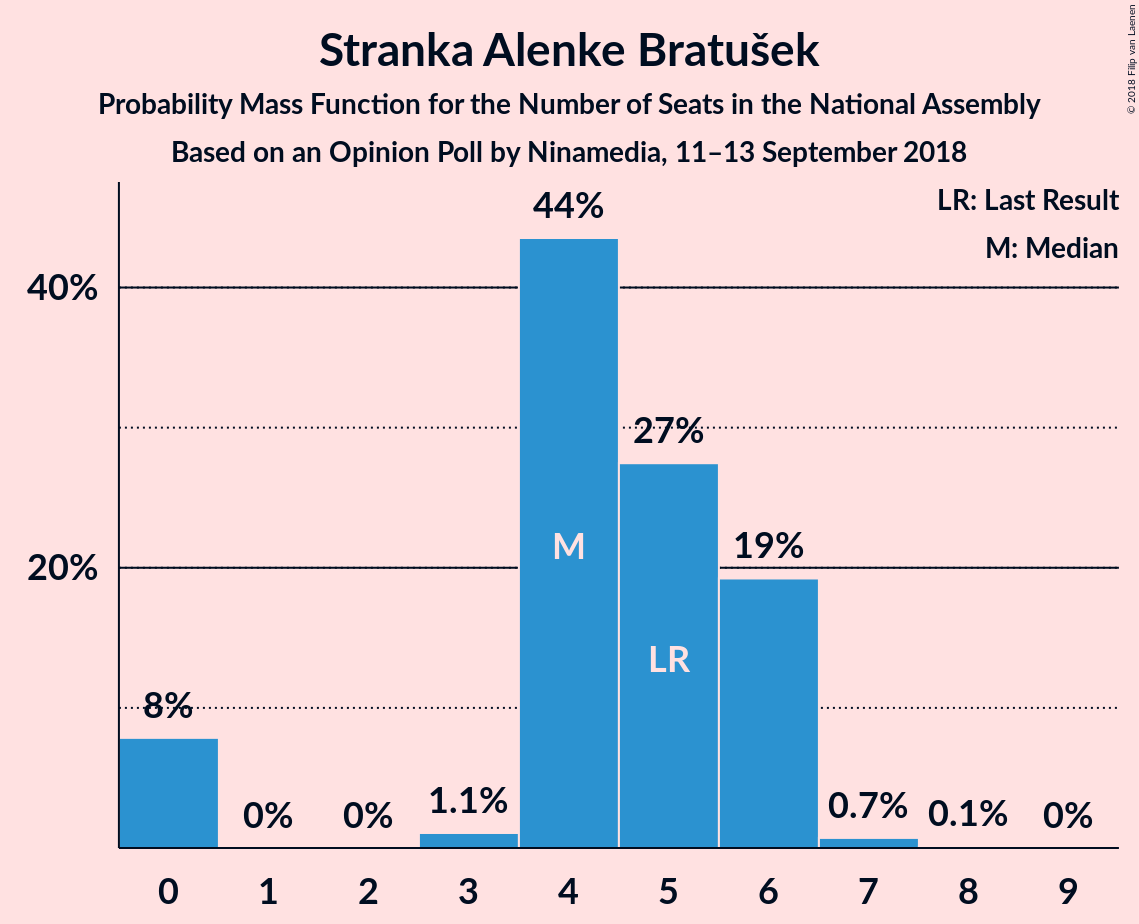 Stranka Alenke Bratušek
Probability Mass Function for the Number of Seats in the National Assembly
Based on an Opinion Poll by Ninamedia, 11–13 September 2018
© 2018 Filip van Laenen
LR: Last Result
M: Median
44%
40%
27%
M
19%
20%
LR
8%
0%
0%
1.1%
0.7%
0.1%
0%
0 1 2 3 4 5 6 7 8 9